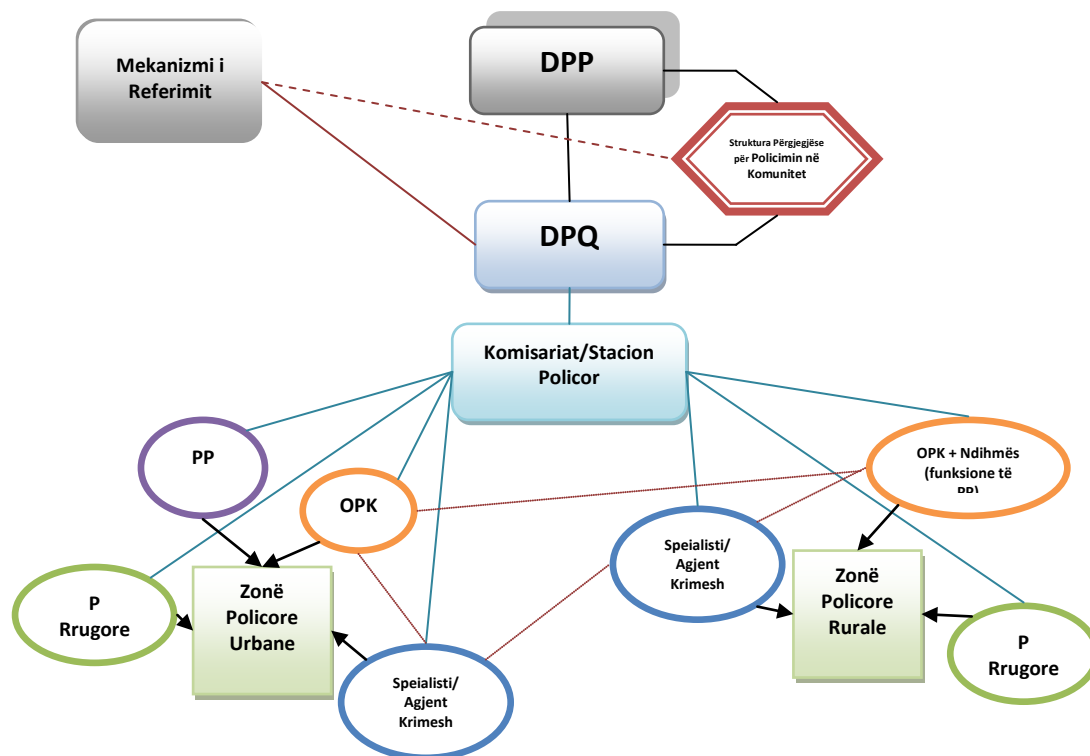 Mekanizmi i
Referimit
DPP
Struktura Përgjegjëse
për Policimin në
Komunitet
DPQ
Komisariat/Stacion
Policor
PP
OPK
OPK + Ndihmës
(funksione të
PP)
P
Rrugore
Zonë
Policore
Urbane
Speialisti/
Agjent
Krimesh
Speialisti/
Agjent
Krimesh
Zonë
Policore
Rurale
P
Rrugore